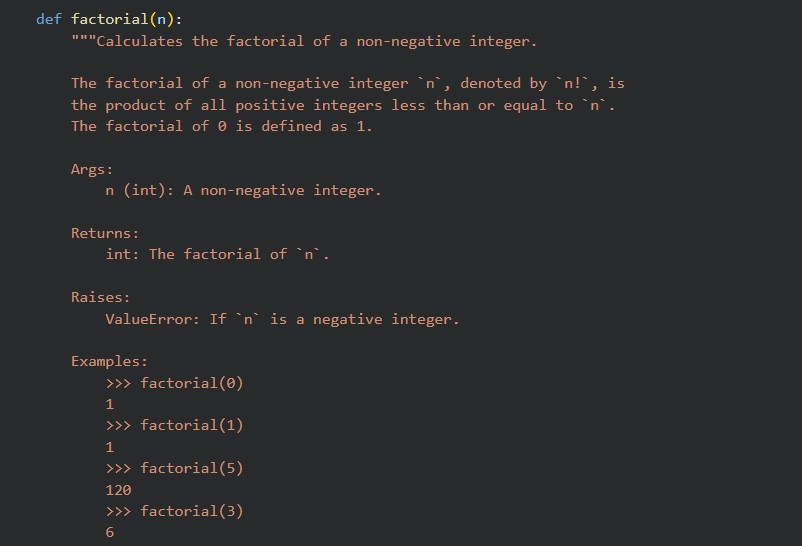 def factorial(n):
    """Calculates the factorial of a non-negative integer.

    The factorial of a non-negative integer `n`, denoted by `n!`, is
    the product of all positive integers less than or equal to `n`.
    The factorial of 0 is defined as 1.

    Args:
        n (int): A non-negative integer.

    Returns:
        int: The factorial of `n`.

    Raises:
        ValueError: If `n` is a negative integer.

    Examples:
        >>> factorial(0)
        1
        >>> factorial(1)
        1
        >>> factorial(5)
        120
        >>> factorial(3)
        6